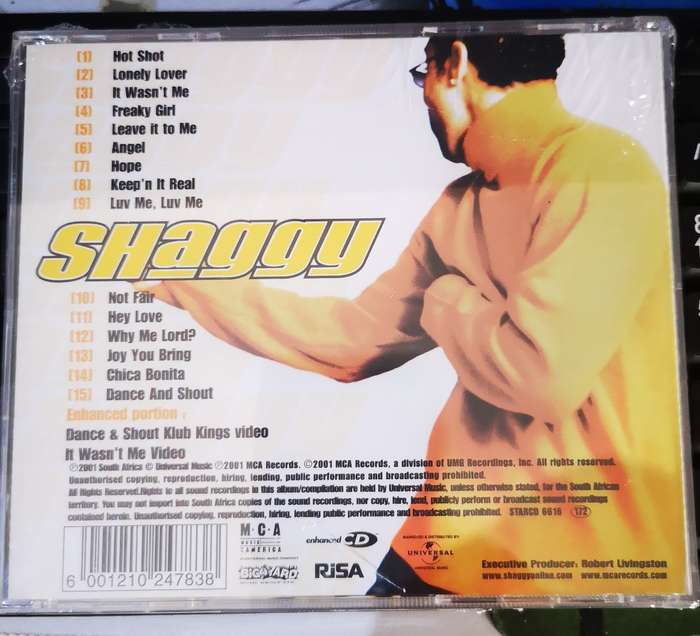 [1] Hot Shot
[2] Lonely Lover
[3] It Wasn't Me
[4] Freaky Girl
[5] Leave it to Me
[6] Angel
[7] Hope
[8] Keep'n It Real
[9] Luv Me, Luv Me
SHaggy
[10] Not Fair
[11] Hey Love
[12] Why Me Lord?
[13] Joy You Bring
[14] Chica Bonita
[15] Dance And Shout
Enhanced portion :
Dance & Shout Klub Kings video
It Wasn't Me Video
℗2001 South Africa © Universal Music ℗2001 MCA Records, ©2001 MCA Records, a division of UMG Recordings, Inc. All rights reserved.
Unauthorised copying, reproduction, hiring, lending, public performance and broadcasting prohibited.
All Rights Reserved.Rights to all sound recordings in this album/compilation are held by Universal Music, unless otherwise stated, for the South African
territory. You may not import into South Africa copies of the sound recordings, nor copy, hire, lend, publicly perform or broadcast sound recordings
contained herein. Unauthorised copying, reproduction, hiring, lending public performance and broadcasting prohibited. STARCD 6616 172
M·C·A
MUSIC
CAMERICA
enhanced CD
MARKETED & DISTRIBUTED BY
UNIVERSAL
UNIVERSAL MUSIC
BIGYARD
RiSA
6 001210 247838
Executive Producer: Robert Livingston
www.shaggyonline.com www.mcarecords.com